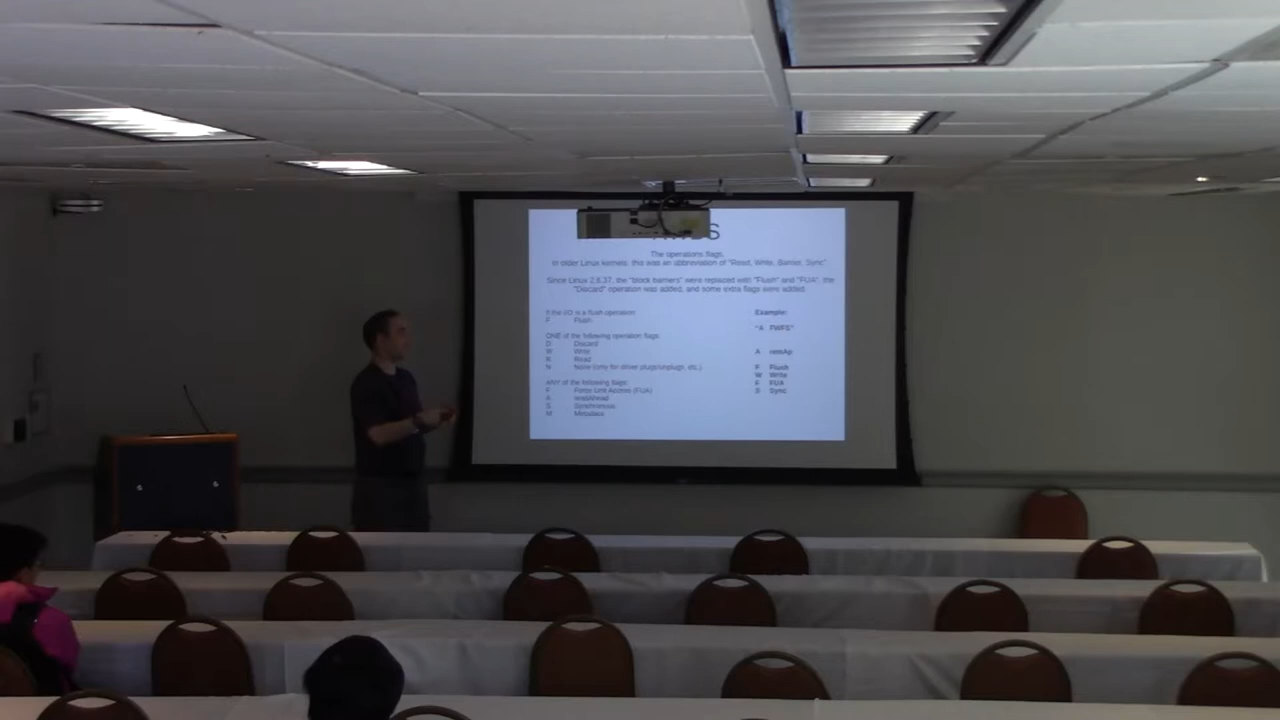 The operations flags.
In older Linux kernels, this was an abbreviation of "Read, Write, Barrier, Sync"
Since Linux 2.6.37, the "block barriers" were replaced with "Flush" and "FUA", the
"Discard" operation was added, and some extra flags were added.
If the I/O is a flush operation:
F Flush
ONE of the following operation flags:
D Discard
W Write
R Read
N None (only for driver plugs/unplugs, etc.)
ANY of the following flags:
F Force Unit Access (FUA)
A readahead
S Synchronous
M Metadata
Example:
"A FWFS"
A remAp
F Flush
W Write
F FUA
S Sync